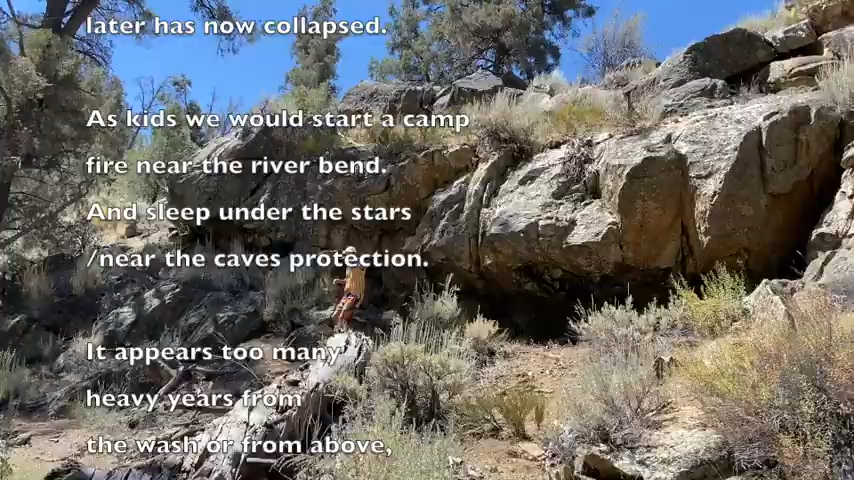 later has now collapsed.
As kids we would start a camp
fire near the river bend.
And sleep under the stars
/near the caves protection.
It appears too many
heavy years from
the wash or from above,